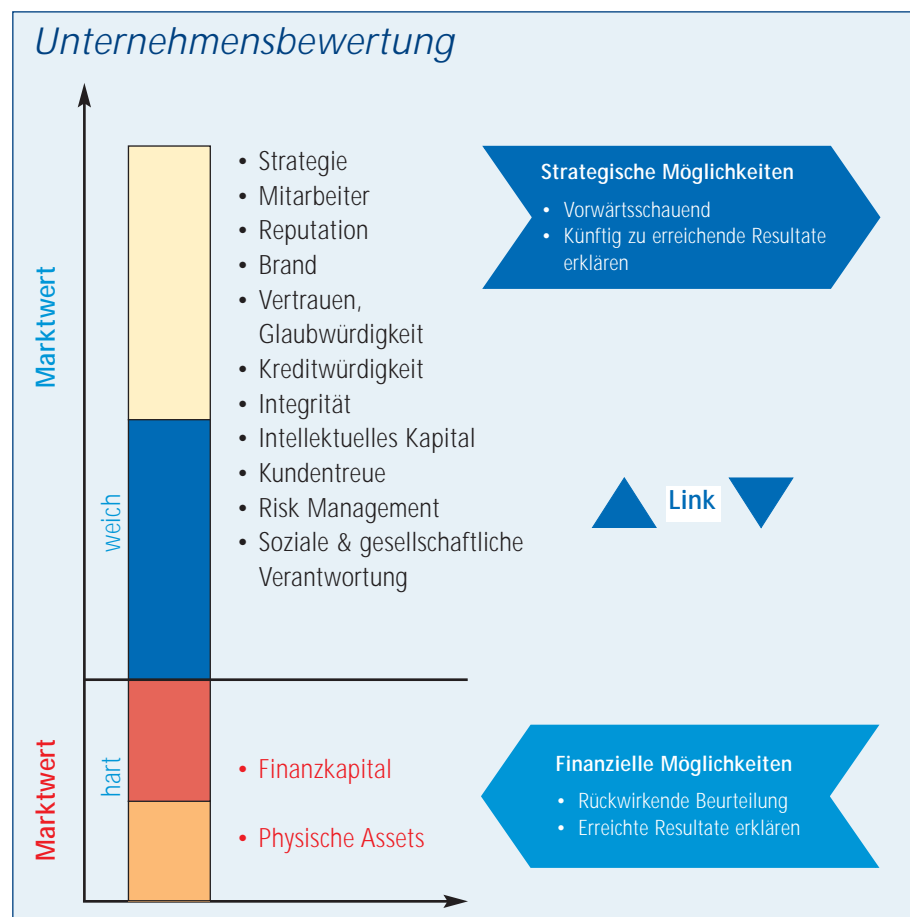 Unternehmensbewertung
Marktwert
weich
• Strategie
• Mitarbeiter
• Reputation
• Brand
• Vertrauen,
Glaubwürdigkeit
• Kreditwürdigkeit
• Integrität
• Intellektuelles Kapital
• Kundentreue
• Risk Management
• Soziale & gesellschaftliche
Verantwortung
Strategische Möglichkeiten
• Vorwärtsschauend
• Künftig zu erreichende Resultate
erklären
Link
Marktwert
hart
• Finanzkapital
• Physische Assets
Finanzielle Möglichkeiten
• Rückwirkende Beurteilung
• Erreichte Resultate erklären